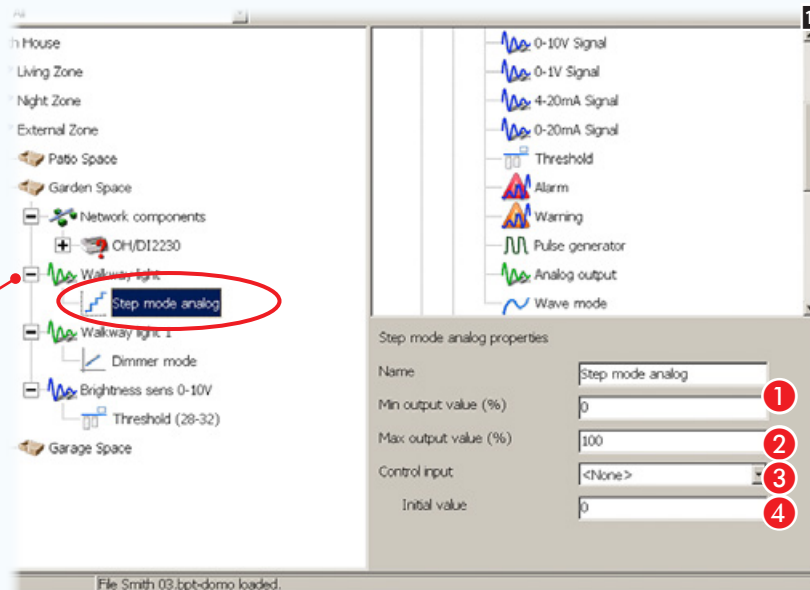 All
h House
Living Zone
Night Zone
External Zone
Patio Space
Garden Space
Network components
OH/DI2230
Walkway light
Step mode analog
Walkway light 1
Dimmer mode
Brightness sens 0-10V
Threshold (28-32)
Garage Space
1
0-10V Signal
0-1V Signal
4-20mA Signal
0-20mA Signal
Threshold
Alarm
Warning
Pulse generator
Analog output
Wave mode
Step mode analog properties
Name Step mode analog
Min output value (%) 0 1
Max output value (%) 100 2
Control input <None> 3
Initial value 0 4
File Smith 03.bpt-domo loaded.